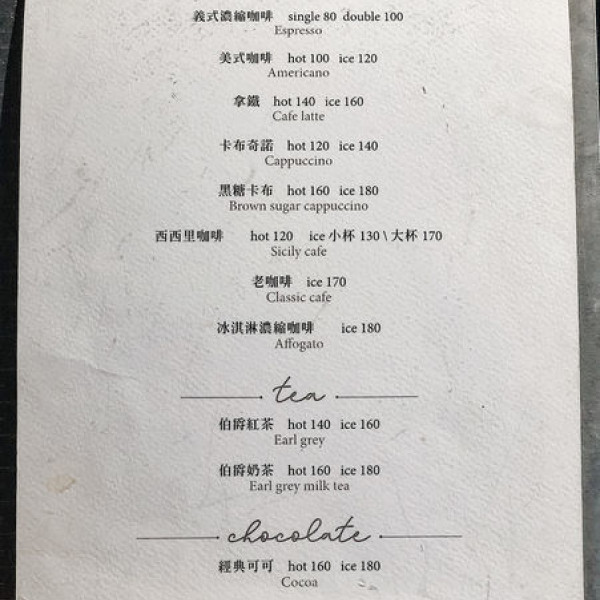 義式濃縮咖啡 single 80 double 100
Espresso
美式咖啡 hot 100 ice 120
Americano
拿鐵 hot 140 ice 160
Cafe latte
卡布奇諾 hot 120 ice 140
Cappuccino
黑糖卡布 hot 160 ice 180
Brown sugar cappuccino
西西里咖啡 hot 120 ice 小杯 130 \ 大杯 170
Sicily cafe
老咖啡 ice 170
Classic cafe
冰淇淋濃縮咖啡 ice 180
Affogato
tea
伯爵紅茶 hot 140 ice 160
Earl grey
伯爵奶茶 hot 160 ice 180
Earl grey milk tea
chocolate
經典可可 hot 160 ice 180
Cocoa